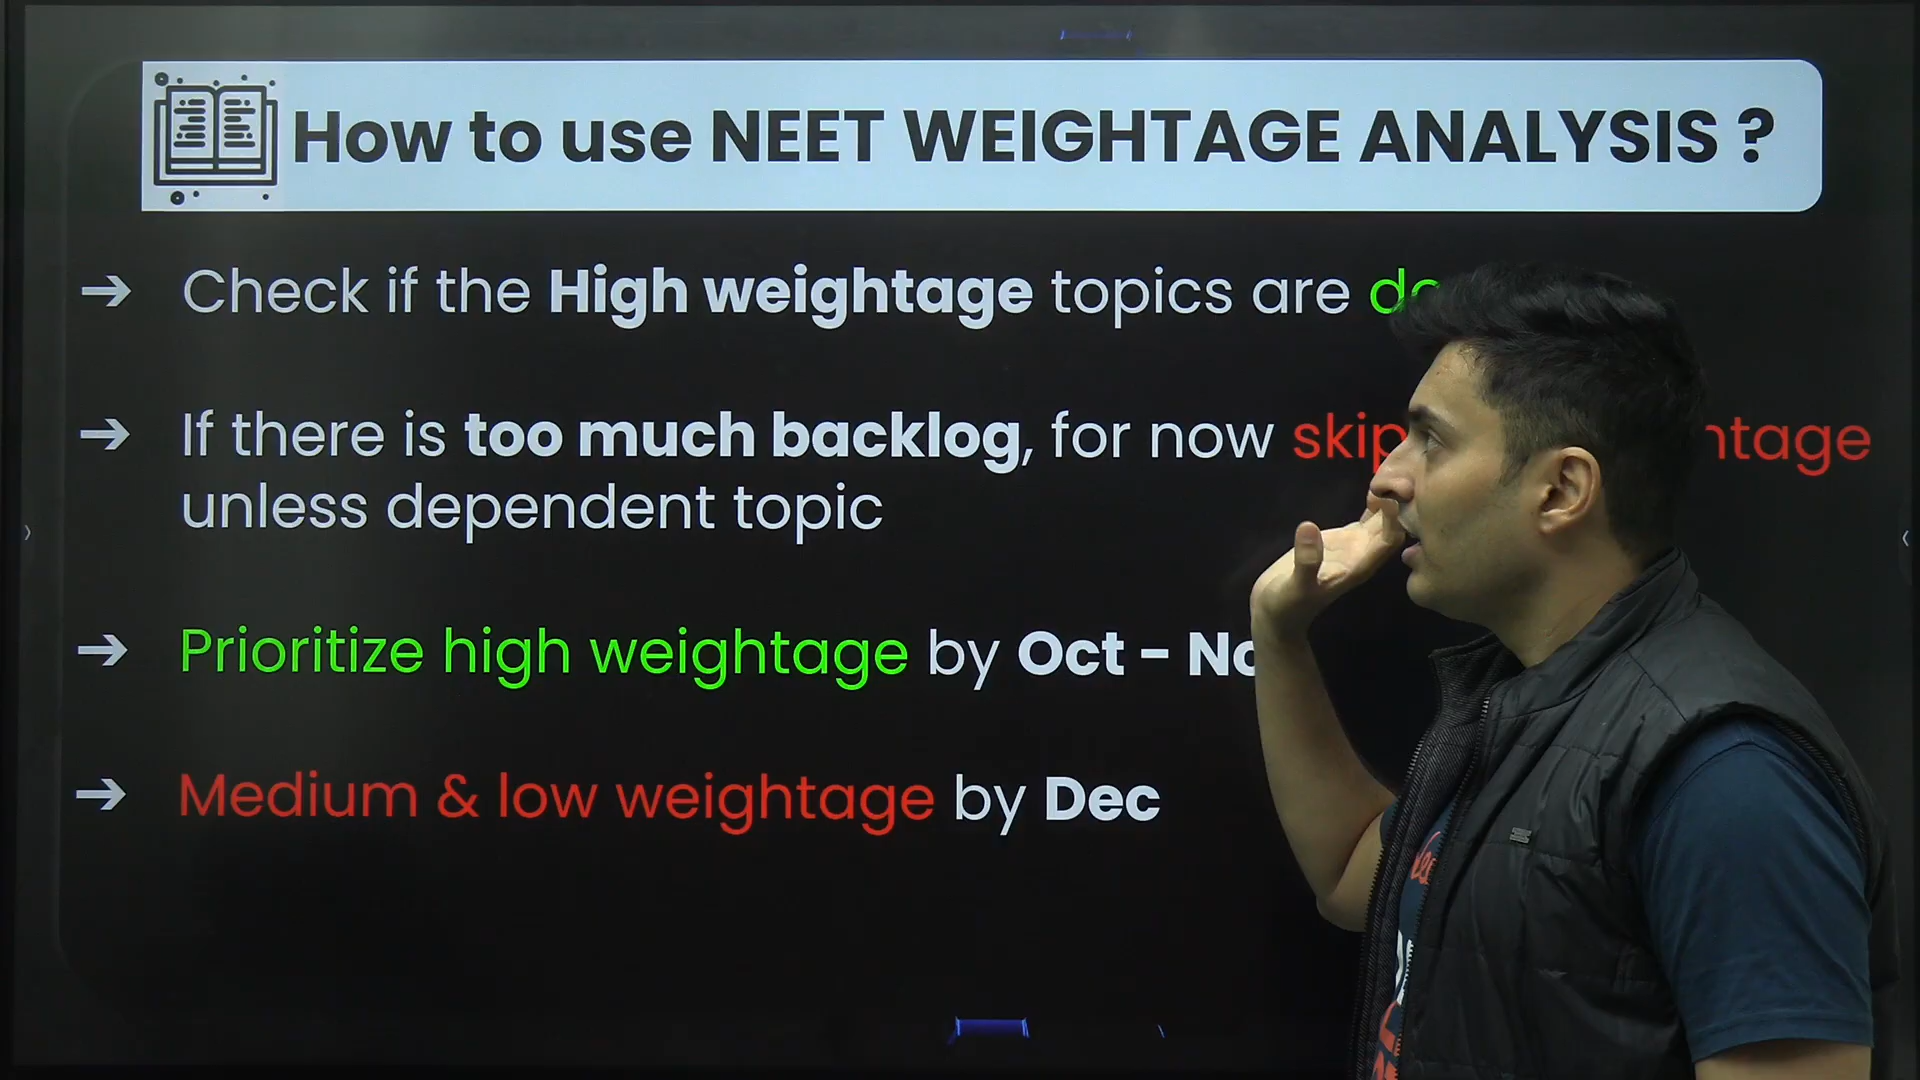 How to use NEET WEIGHTAGE ANALYSIS ?
➔ Check if the High weightage topics are
➔ If there is too much backlog, for now skip
unless dependent topic
➔ Prioritize high weightage by Oct -
➔ Medium & low weightage by Dec